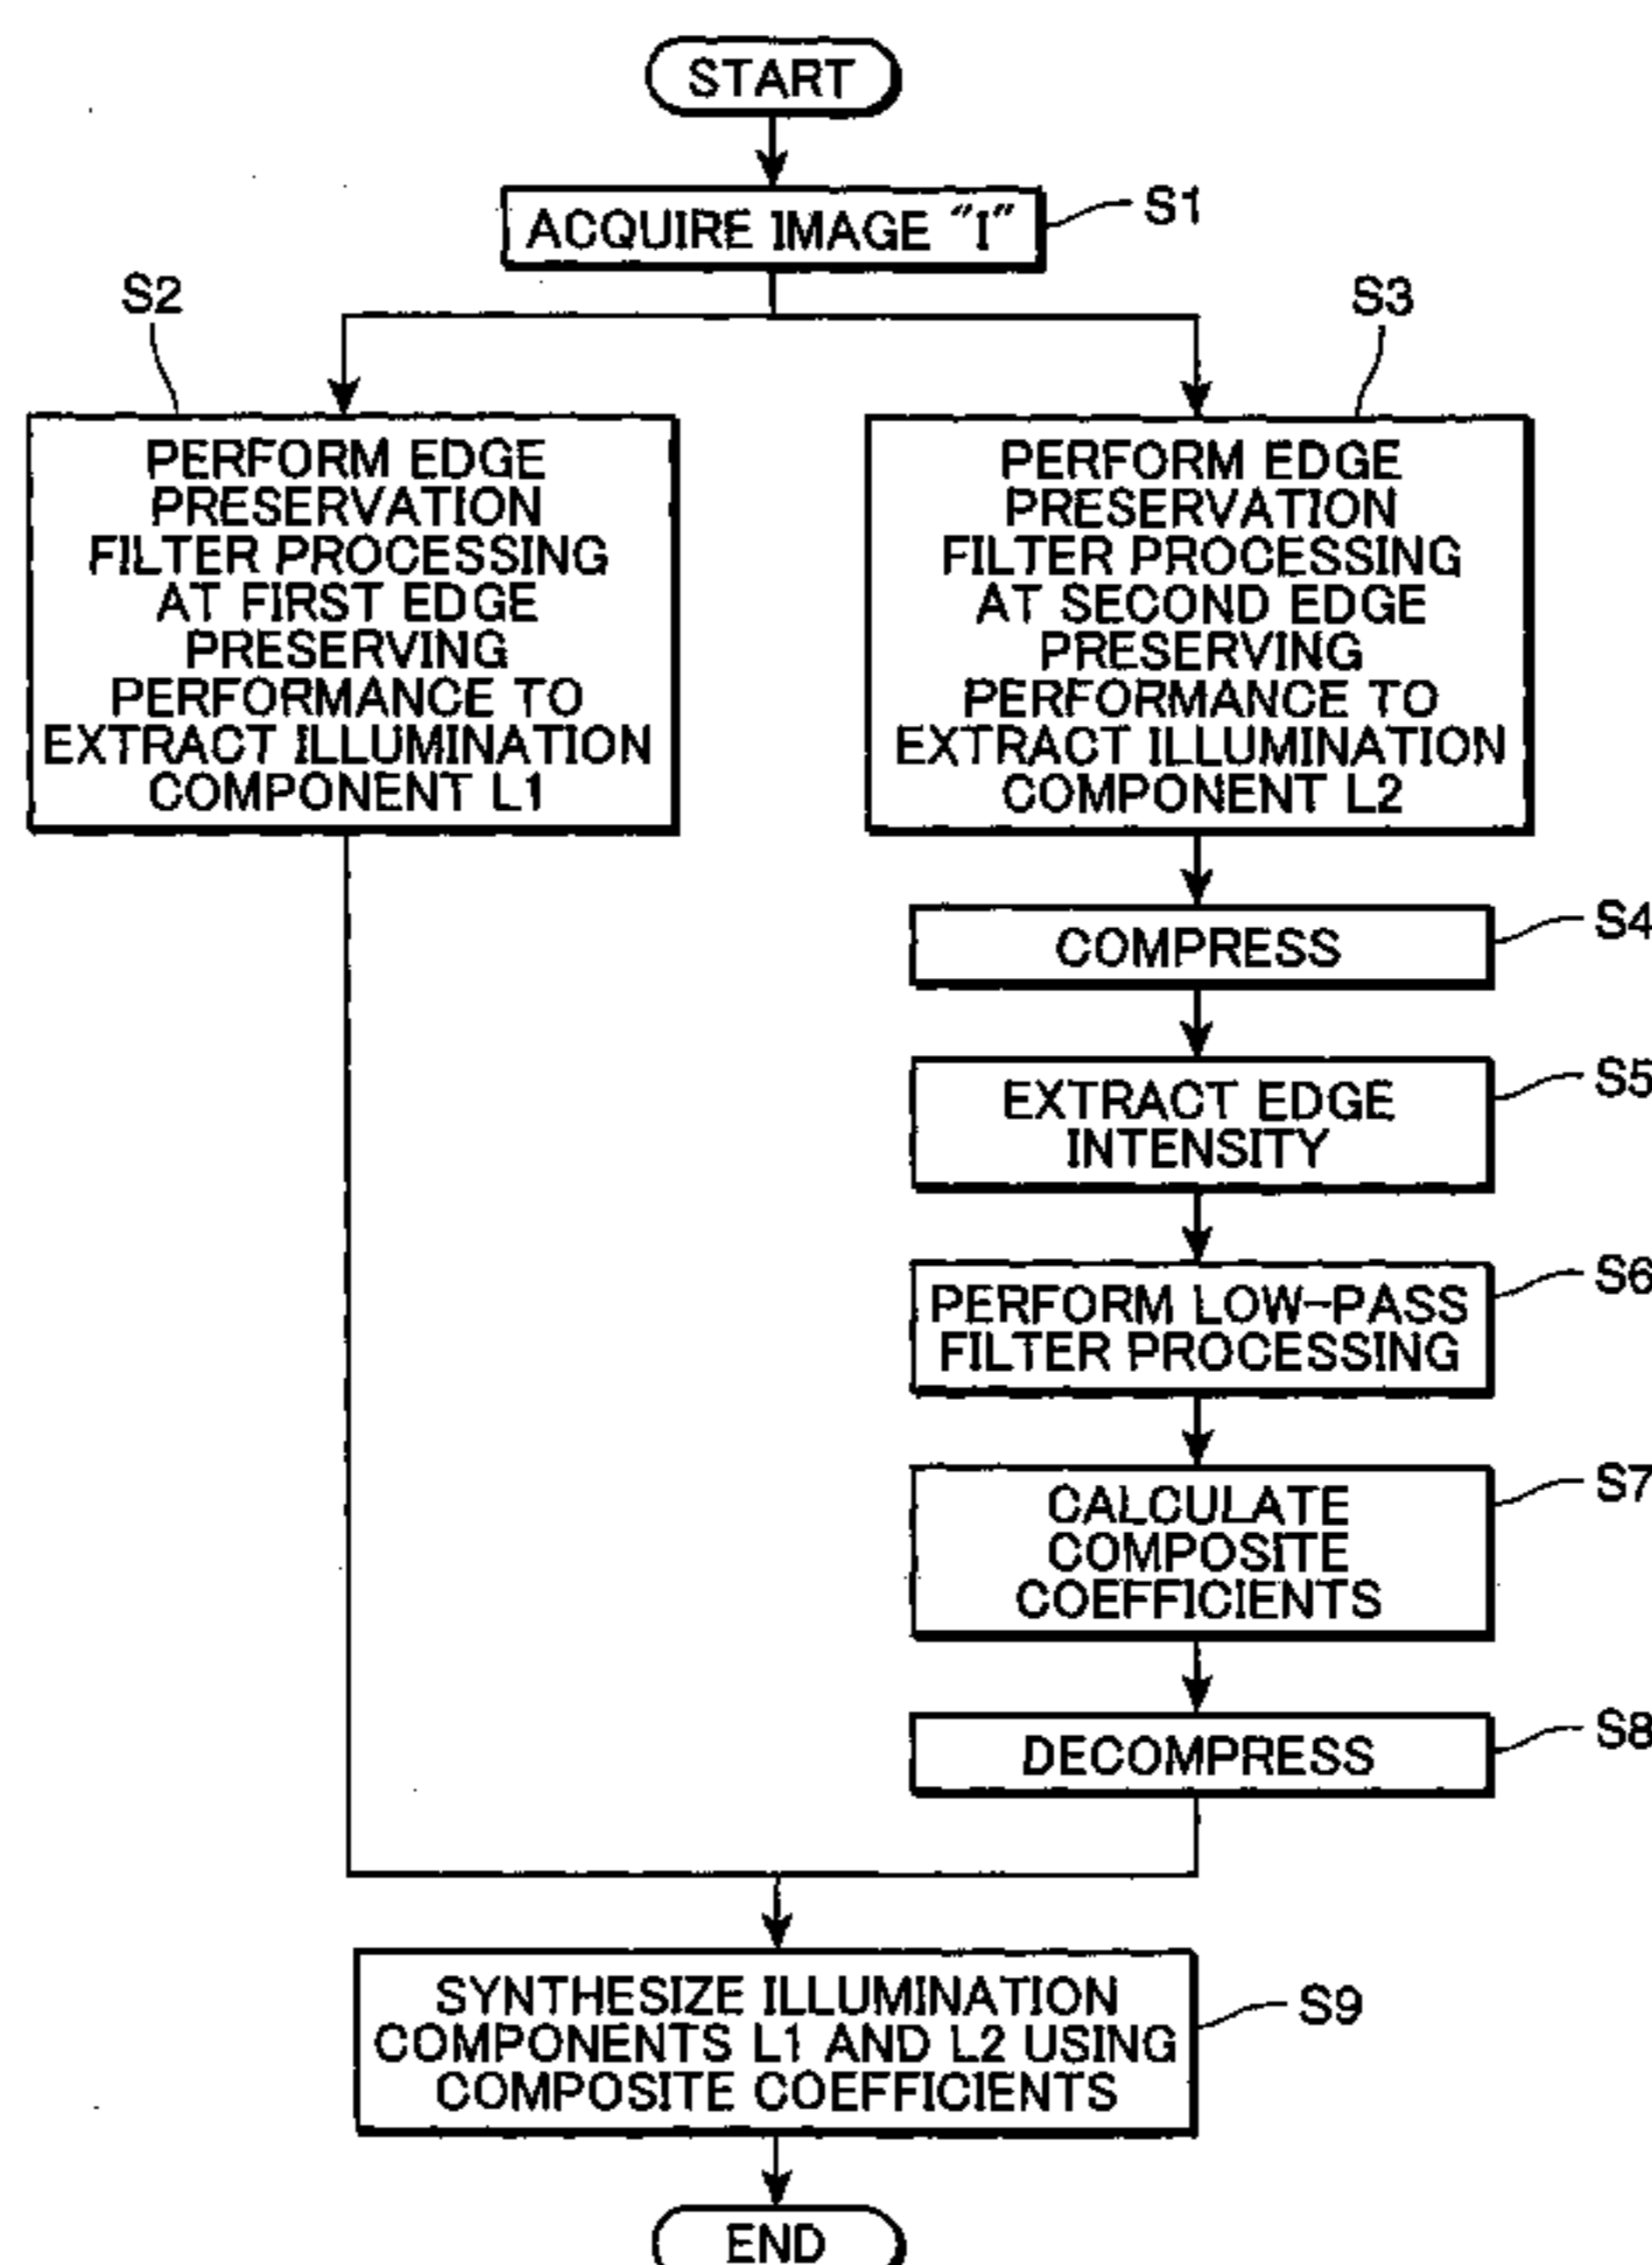 START
ACQUIRE IMAGE "I"
S1
S2
S3
PERFORM EDGE
PRESERVATION
FILTER PROCESSING
AT FIRST EDGE
PRESERVING
PERFORMANCE TO
EXTRACT ILLUMINATION
COMPONENT L1
PERFORM EDGE
PRESERVATION
FILTER PROCESSING
AT SECOND EDGE
PRESERVING
PERFORMANCE TO
EXTRACT ILLUMINATION
COMPONENT L2
COMPRESS
S4
EXTRACT EDGE
INTENSITY
S5
PERFORM LOW-PASS
FILTER PROCESSING
S6
CALCULATE
COMPOSITE
COEFFICIENTS
S7
DECOMPRESS
S8
SYNTHESIZE ILLUMINATION
COMPONENTS L1 AND L2 USING
COMPOSITE COEFFICIENTS
S9
END